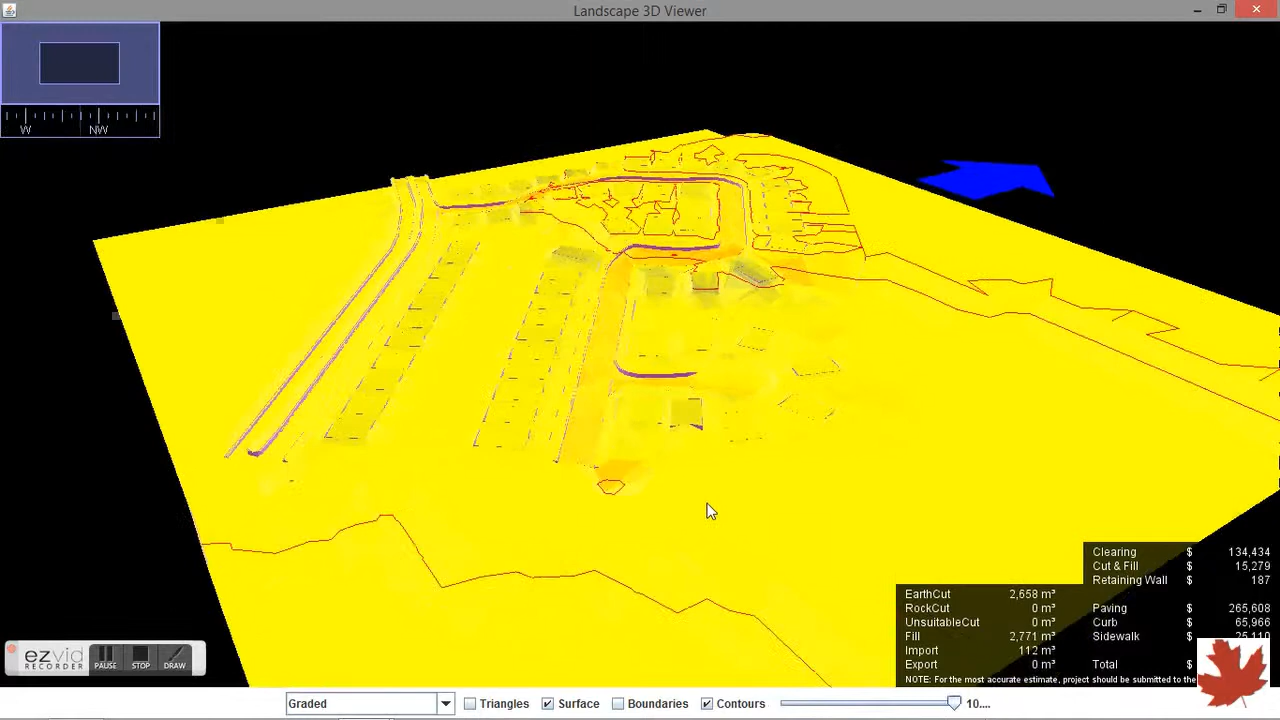 Landscape 3D Viewer
W NW
Clearing $ 134,434
Cut & Fill $ 15,279
Retaining Wall $ 187
EarthCut 2,658 m³
RockCut 0 m³ Paving $ 265,608
UnsuitableCut 0 m³ Curb $ 65,966
Fill 2,771 m³ Sidewalk $ 25,110
Import 112 m³
Export 0 m³ Total $
NOTE: For the most accurate estimate, project should be submitted to the
ezvid
RECORDER
PAUSE STOP DRAW
Graded Triangles Surface Boundaries Contours 10....